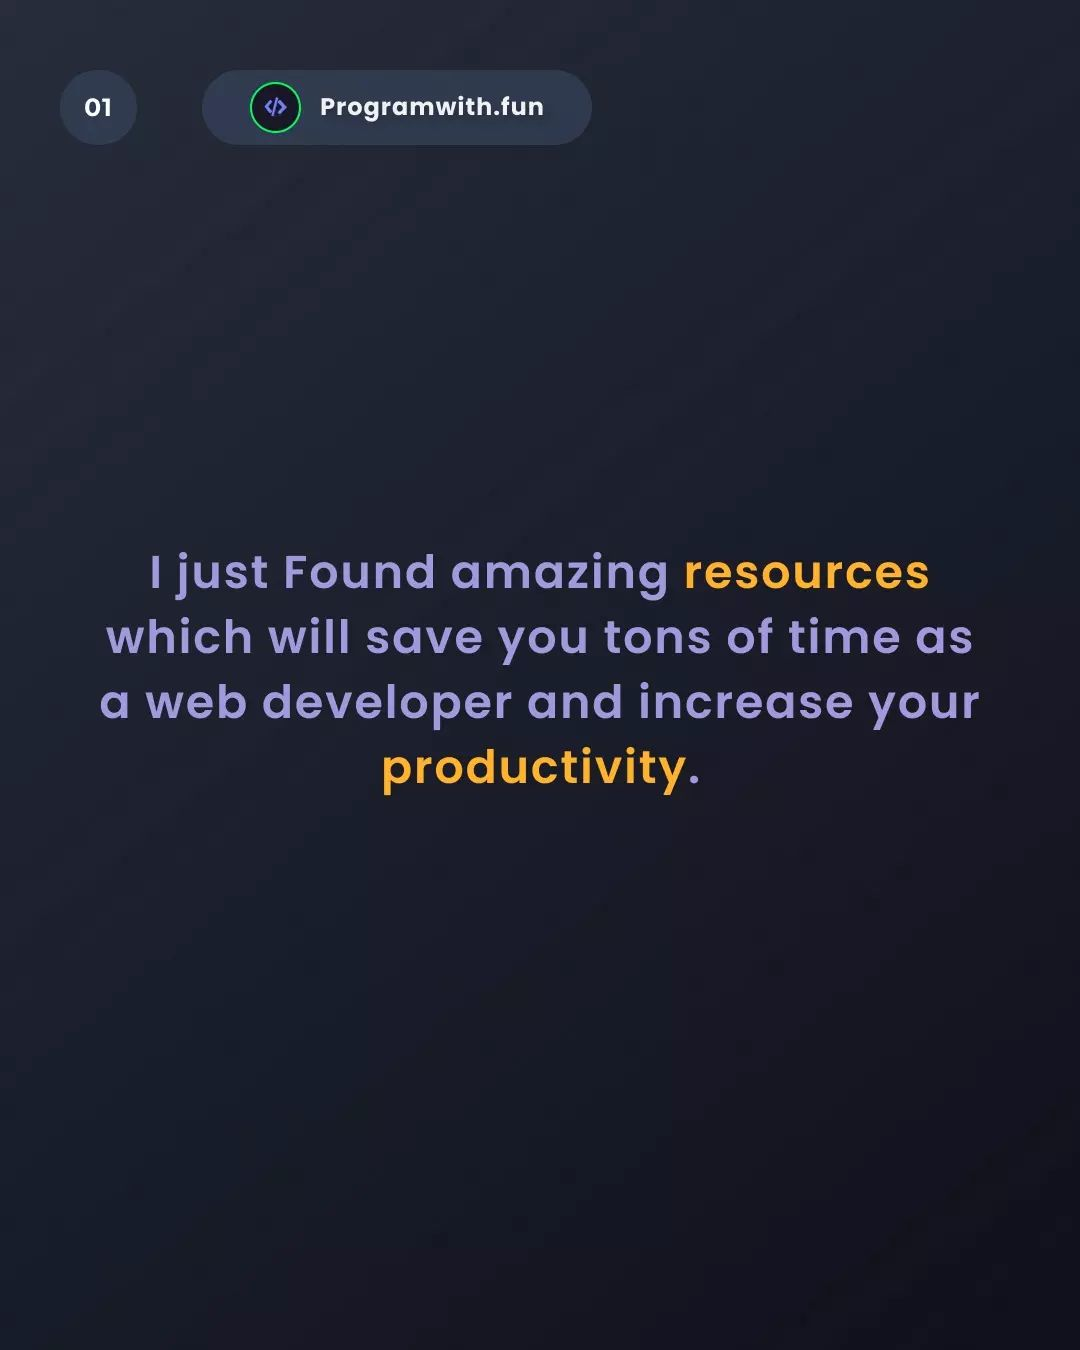 01
</> Programwith.fun
I just Found amazing resources
which will save you tons of time as
a web developer and increase your
productivity.